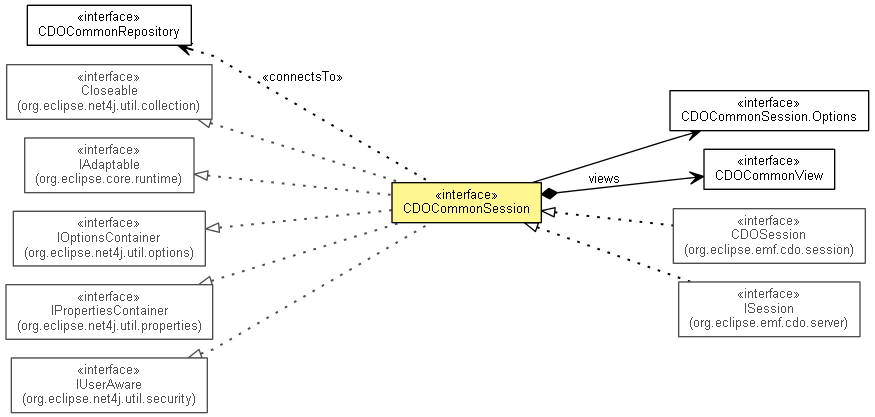 «interface»
CDOCommonRepository
«interface»
Closeable
(org.eclipse.net4j.util.collection)
«interface»
IAdaptable
(org.eclipse.core.runtime)
«interface»
IOptionsContainer
(org.eclipse.net4j.util.options)
«interface»
IPropertiesContainer
(org.eclipse.net4j.util.properties)
«interface»
IUserAware
(org.eclipse.net4j.util.security)
«connectsTo»
«interface»
CDOCommonSession
views
«interface»
CDOCommonSession.Options
«interface»
CDOCommonView
«interface»
CDOSession
(org.eclipse.emf.cdo.session)
«interface»
ISession
(org.eclipse.emf.cdo.server)